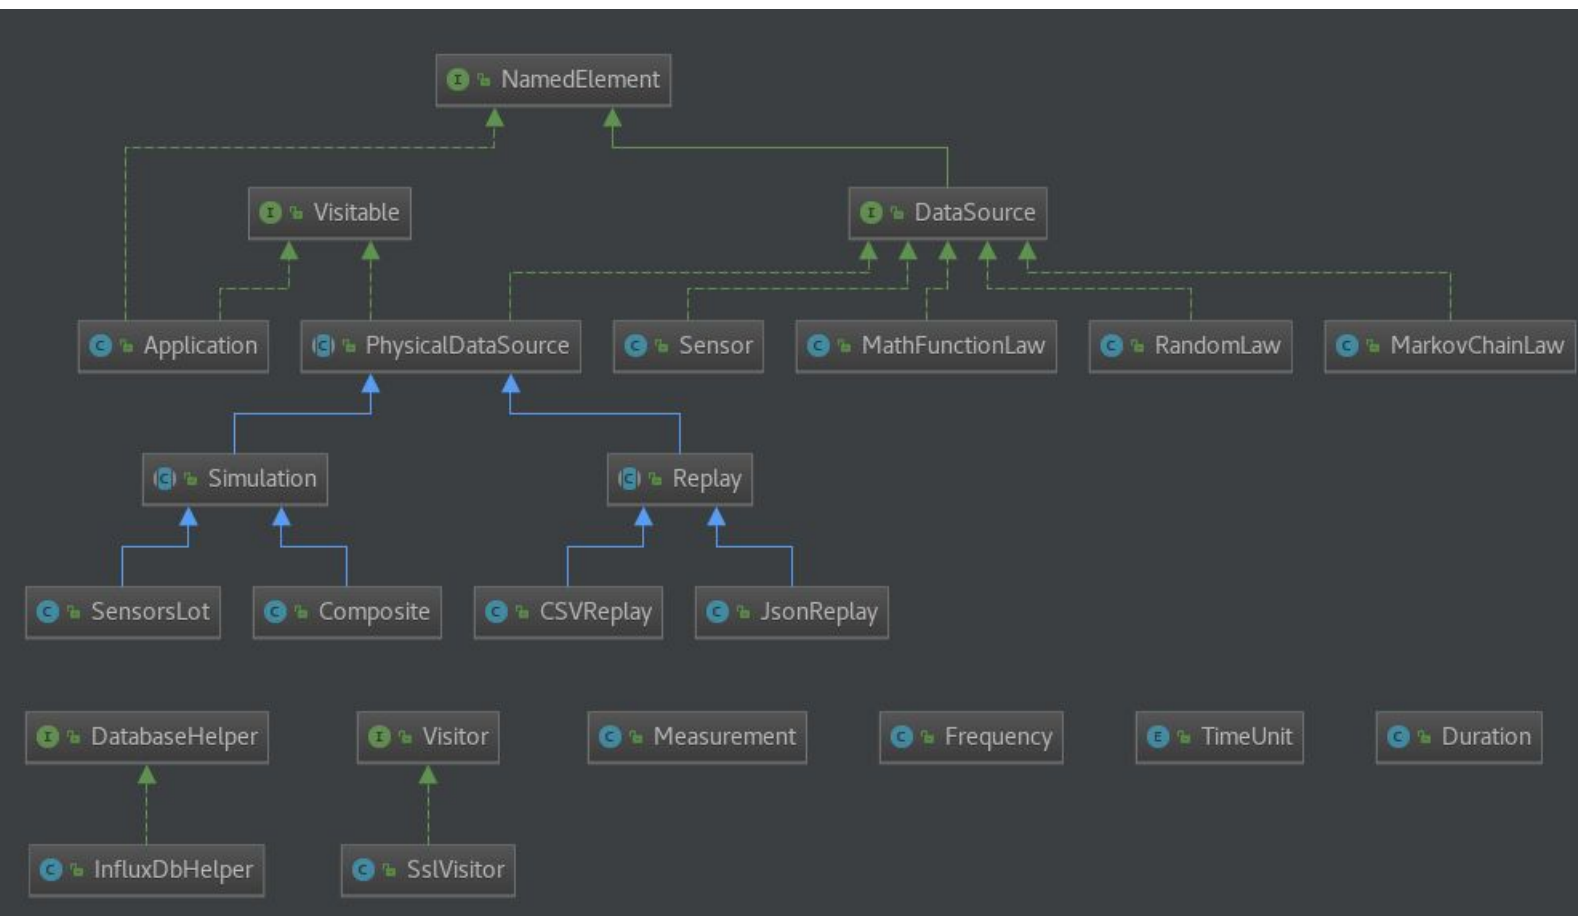 I NamedElement
I Visitable
I DataSource
C Application
C PhysicalDataSource
C Sensor
C MathFunctionLaw
C RandomLaw
C MarkovChainLaw
C Simulation
C Replay
C SensorsLot
C Composite
C CSVReplay
C JsonReplay
I DatabaseHelper
I Visitor
C Measurement
C Frequency
E TimeUnit
C Duration
C InfluxDbHelper
C SslVisitor